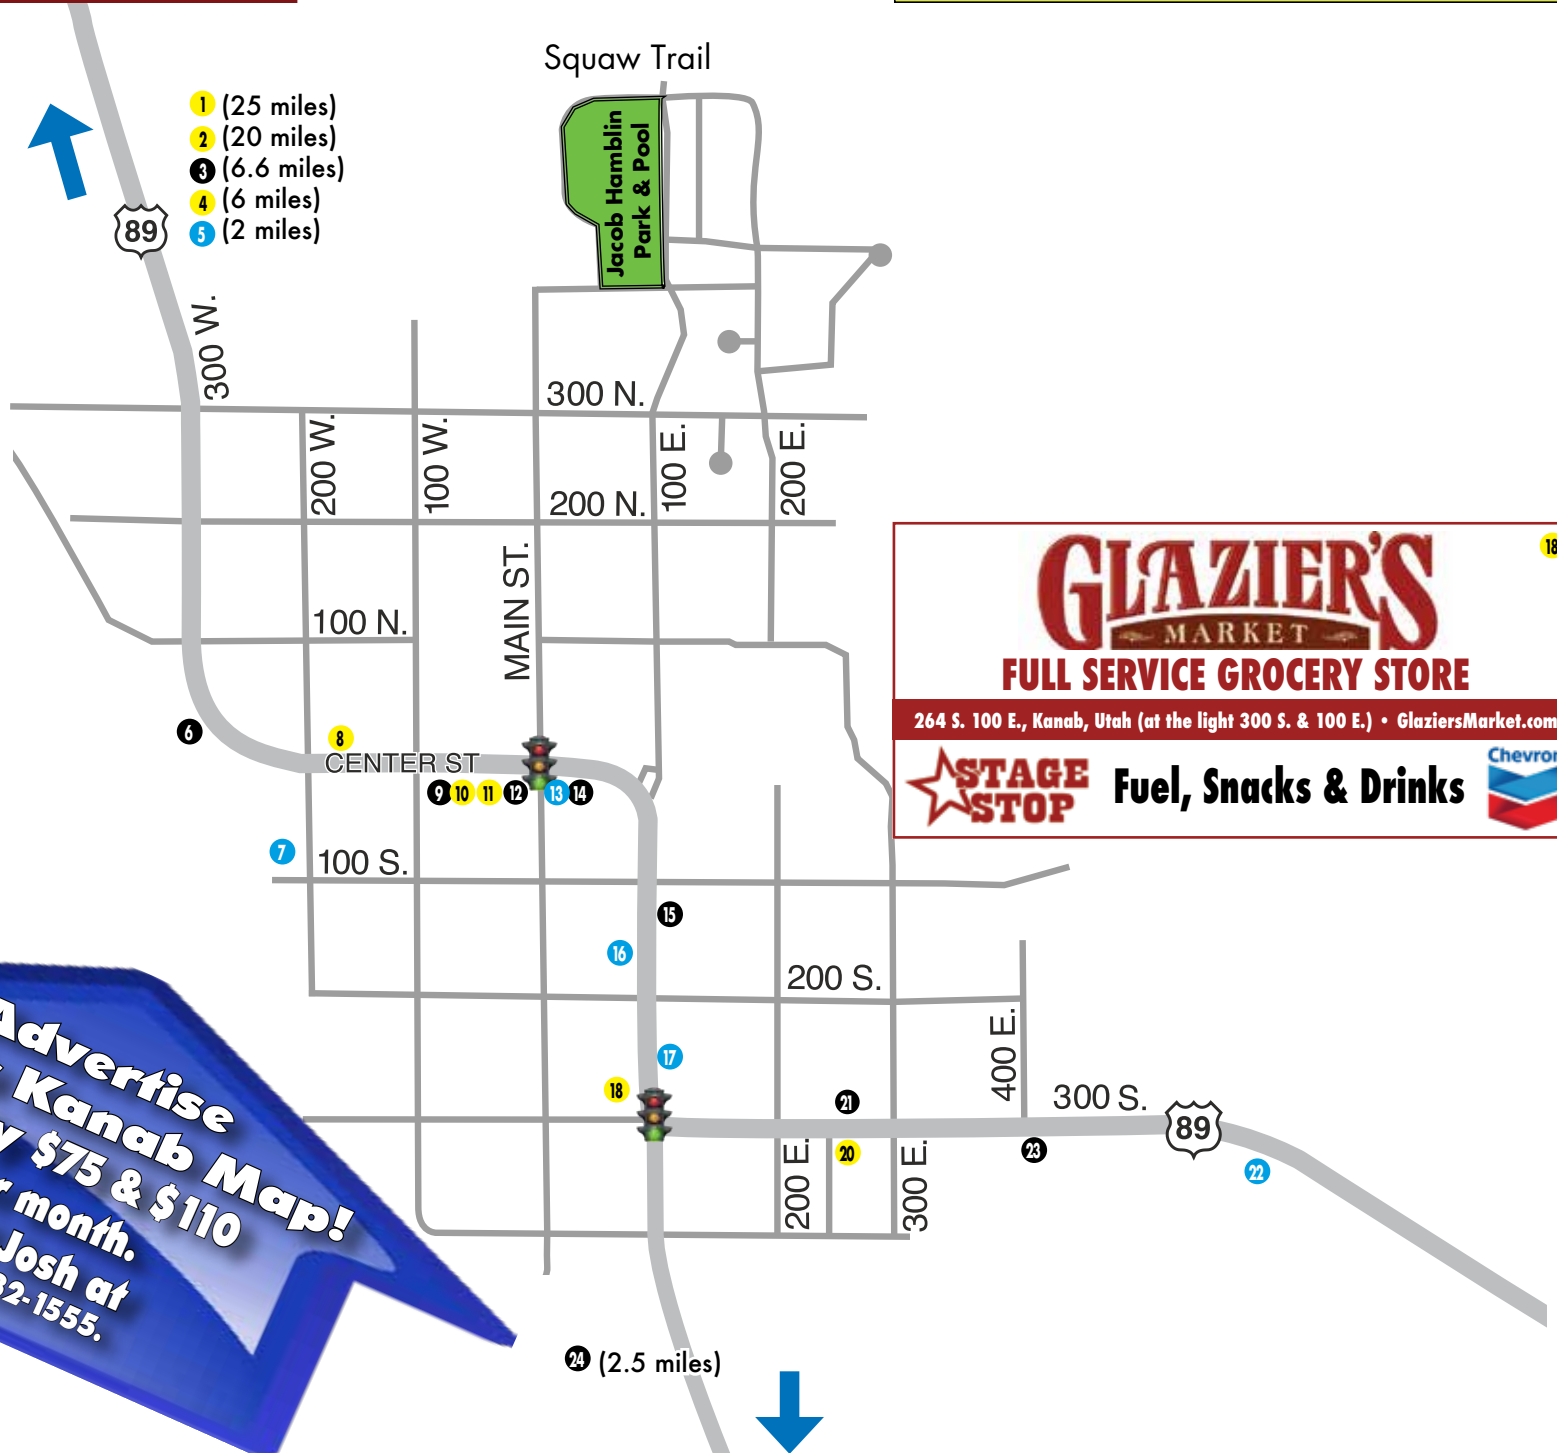 Squaw Trail
1 (25 miles)
2 (20 miles)
3 (6.6 miles)
4 (6 miles)
5 (2 miles)
Jacob Hamblin
Park & Pool
89
300 W.
300 N.
200 W.
100 W.
100 E.
200 E.
200 N.
MAIN ST.
100 N.
18
GLAZIER'S
MARKET
FULL SERVICE GROCERY STORE
264 S. 100 E., Kanab, Utah (at the light 300 S. & 100 E.) • GlaziersMarket.com
STAGE
STOP
Fuel, Snacks & Drinks
Chevron
6
8
CENTER ST
9 10 11 12 13 14
7
100 S.
15
16
200 S.
17
400 E.
18
21
300 S.
89
20
23
22
200 E.
300 E.
Advertise
Kanab Map!
$75 & $110
month.
Josh at
32-1555.
24 (2.5 miles)